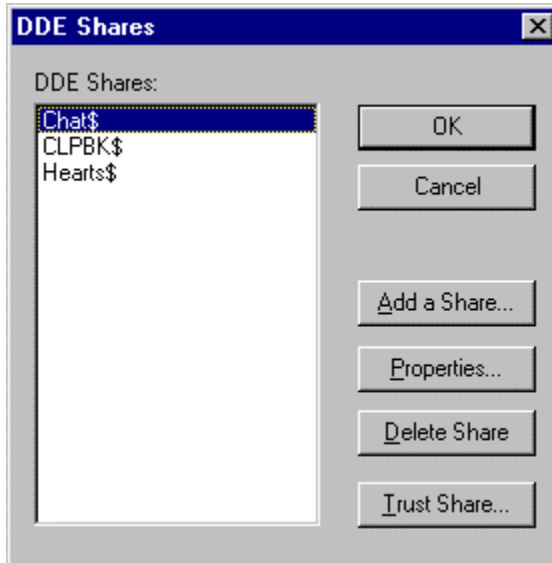 DDE Shares
DDE Shares:
Chat$
CLPBK$
Hearts$
OK
Cancel
Add a Share...
Properties...
Delete Share
Trust Share...